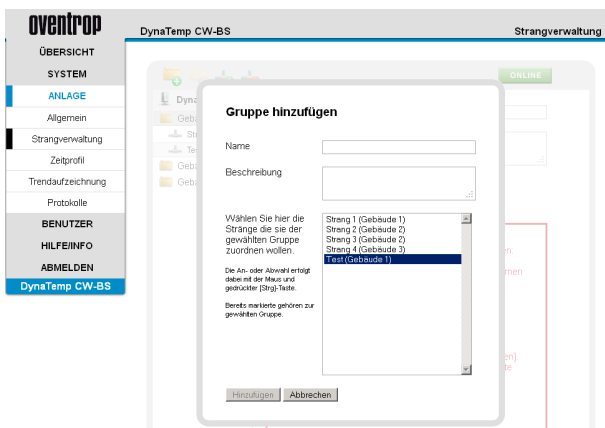 oventrop
DynaTemp CW-BS
Strangverwaltung
ÜBERSICHT
SYSTEM
ANLAGE
Allgemein
Strangverwaltung
Zeitprofil
Trendaufzeichnung
Protokolle
BENUTZER
HILFE/INFO
ABMELDEN
DynaTemp CW-BS
ONLINE
Gruppe hinzufügen
Name
Beschreibung
Wählen Sie hier die
Stränge die sie der
gewählten Gruppe
zuordnen wollen.
Die An- oder Abwahl erfolgt
dabei mit der Maus und
gedrückter [Strg]-Taste.
Bereits markierte gehören zur
gewählten Gruppe.
Strang 1 (Gebäude 1)
Strang 2 (Gebäude 2)
Strang 3 (Gebäude 2)
Strang 4 (Gebäude 3)
Test (Gebäude 1)
Hinzufügen
Abbrechen